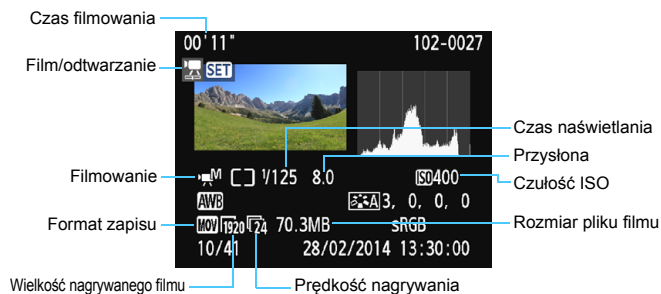 Czas filmowania
00'11" 102-0027
Film/odtwarzanie
SET
Czas naświetlania
Przysłona
Filmowanie
M 1/125 8.0 ISO 400
Czułość ISO
AWB A 3, 0, 0, 0
Format zapisu
MOV 1920 24 70.3MB sRGB
Rozmiar pliku filmu
10/41 28/02/2014 13:30:00
Wielkość nagrywanego filmu
Prędkość nagrywania